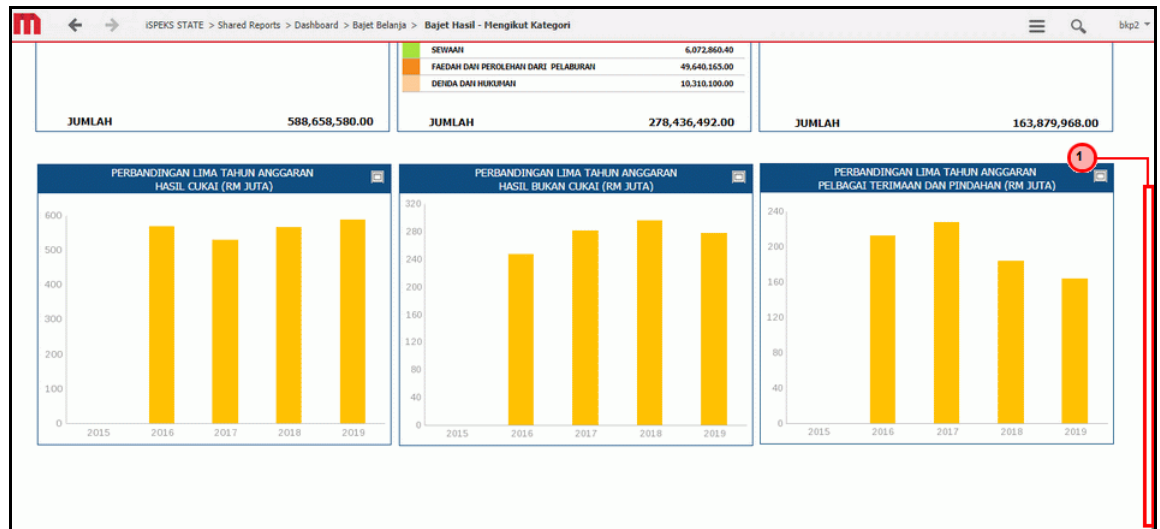 iSPEKS STATE > Shared Reports > Dashboard > Bajet Belanja > Bajet Hasil - Mengikut Kategori
bkp2
SEWAAN 6,072,860.40
FAEDAH DAN PEROLEHAN DARI PELABURAN 49,640,165.00
DENDA DAN HUKUMAN 10,310,100.00
JUMLAH 588,658,580.00
JUMLAH 278,436,492.00
JUMLAH 163,879,968.00
1
PERBANDINGAN LIMA TAHUN ANGGARAN
HASIL CUKAI (RM JUTA)
600
500
400
300
200
100
0
2015 2016 2017 2018 2019
PERBANDINGAN LIMA TAHUN ANGGARAN
HASIL BUKAN CUKAI (RM JUTA)
320
280
240
200
160
120
80
40
0
2015 2016 2017 2018 2019
PERBANDINGAN LIMA TAHUN ANGGARAN
PELBAGAI TERIMAAN DAN PINDAHAN (RM JUTA)
240
200
160
120
80
40
0
2015 2016 2017 2018 2019